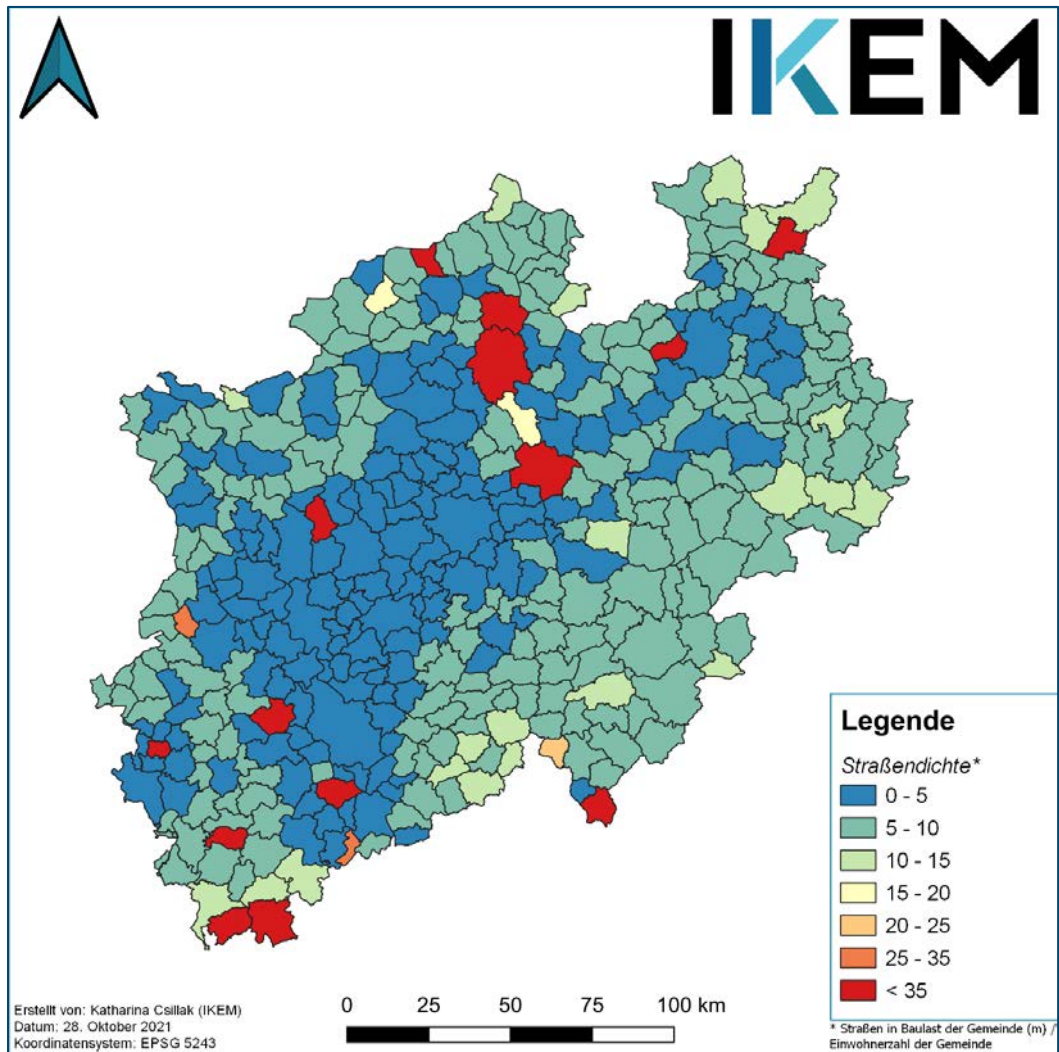 IKEM
Legende
Straßendichte*
0 - 5
5 - 10
10 - 15
15 - 20
20 - 25
25 - 35
< 35
Erstellt von: Katharina Csillak (IKEM)
Datum: 28. Oktober 2021
Koordinatensystem: EPSG 5243
0 25 50 75 100 km
* Straßen in Baulast der Gemeinde (m) /
Einwohnerzahl der Gemeinde